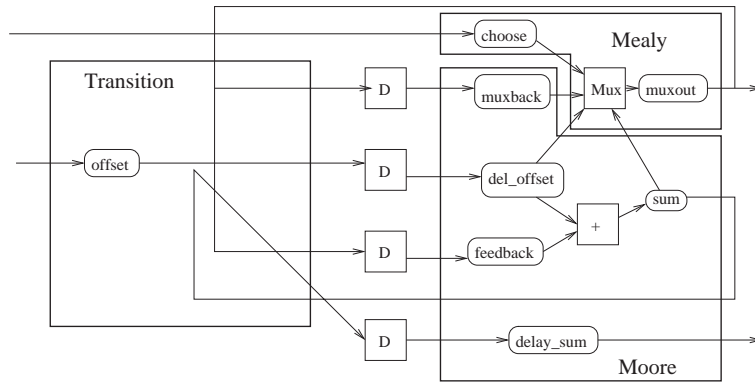 choose
Mealy
Transition
D
muxback
Mux
muxout
offset
D
del_offset
sum
+
D
feedback
D
delay_sum
Moore